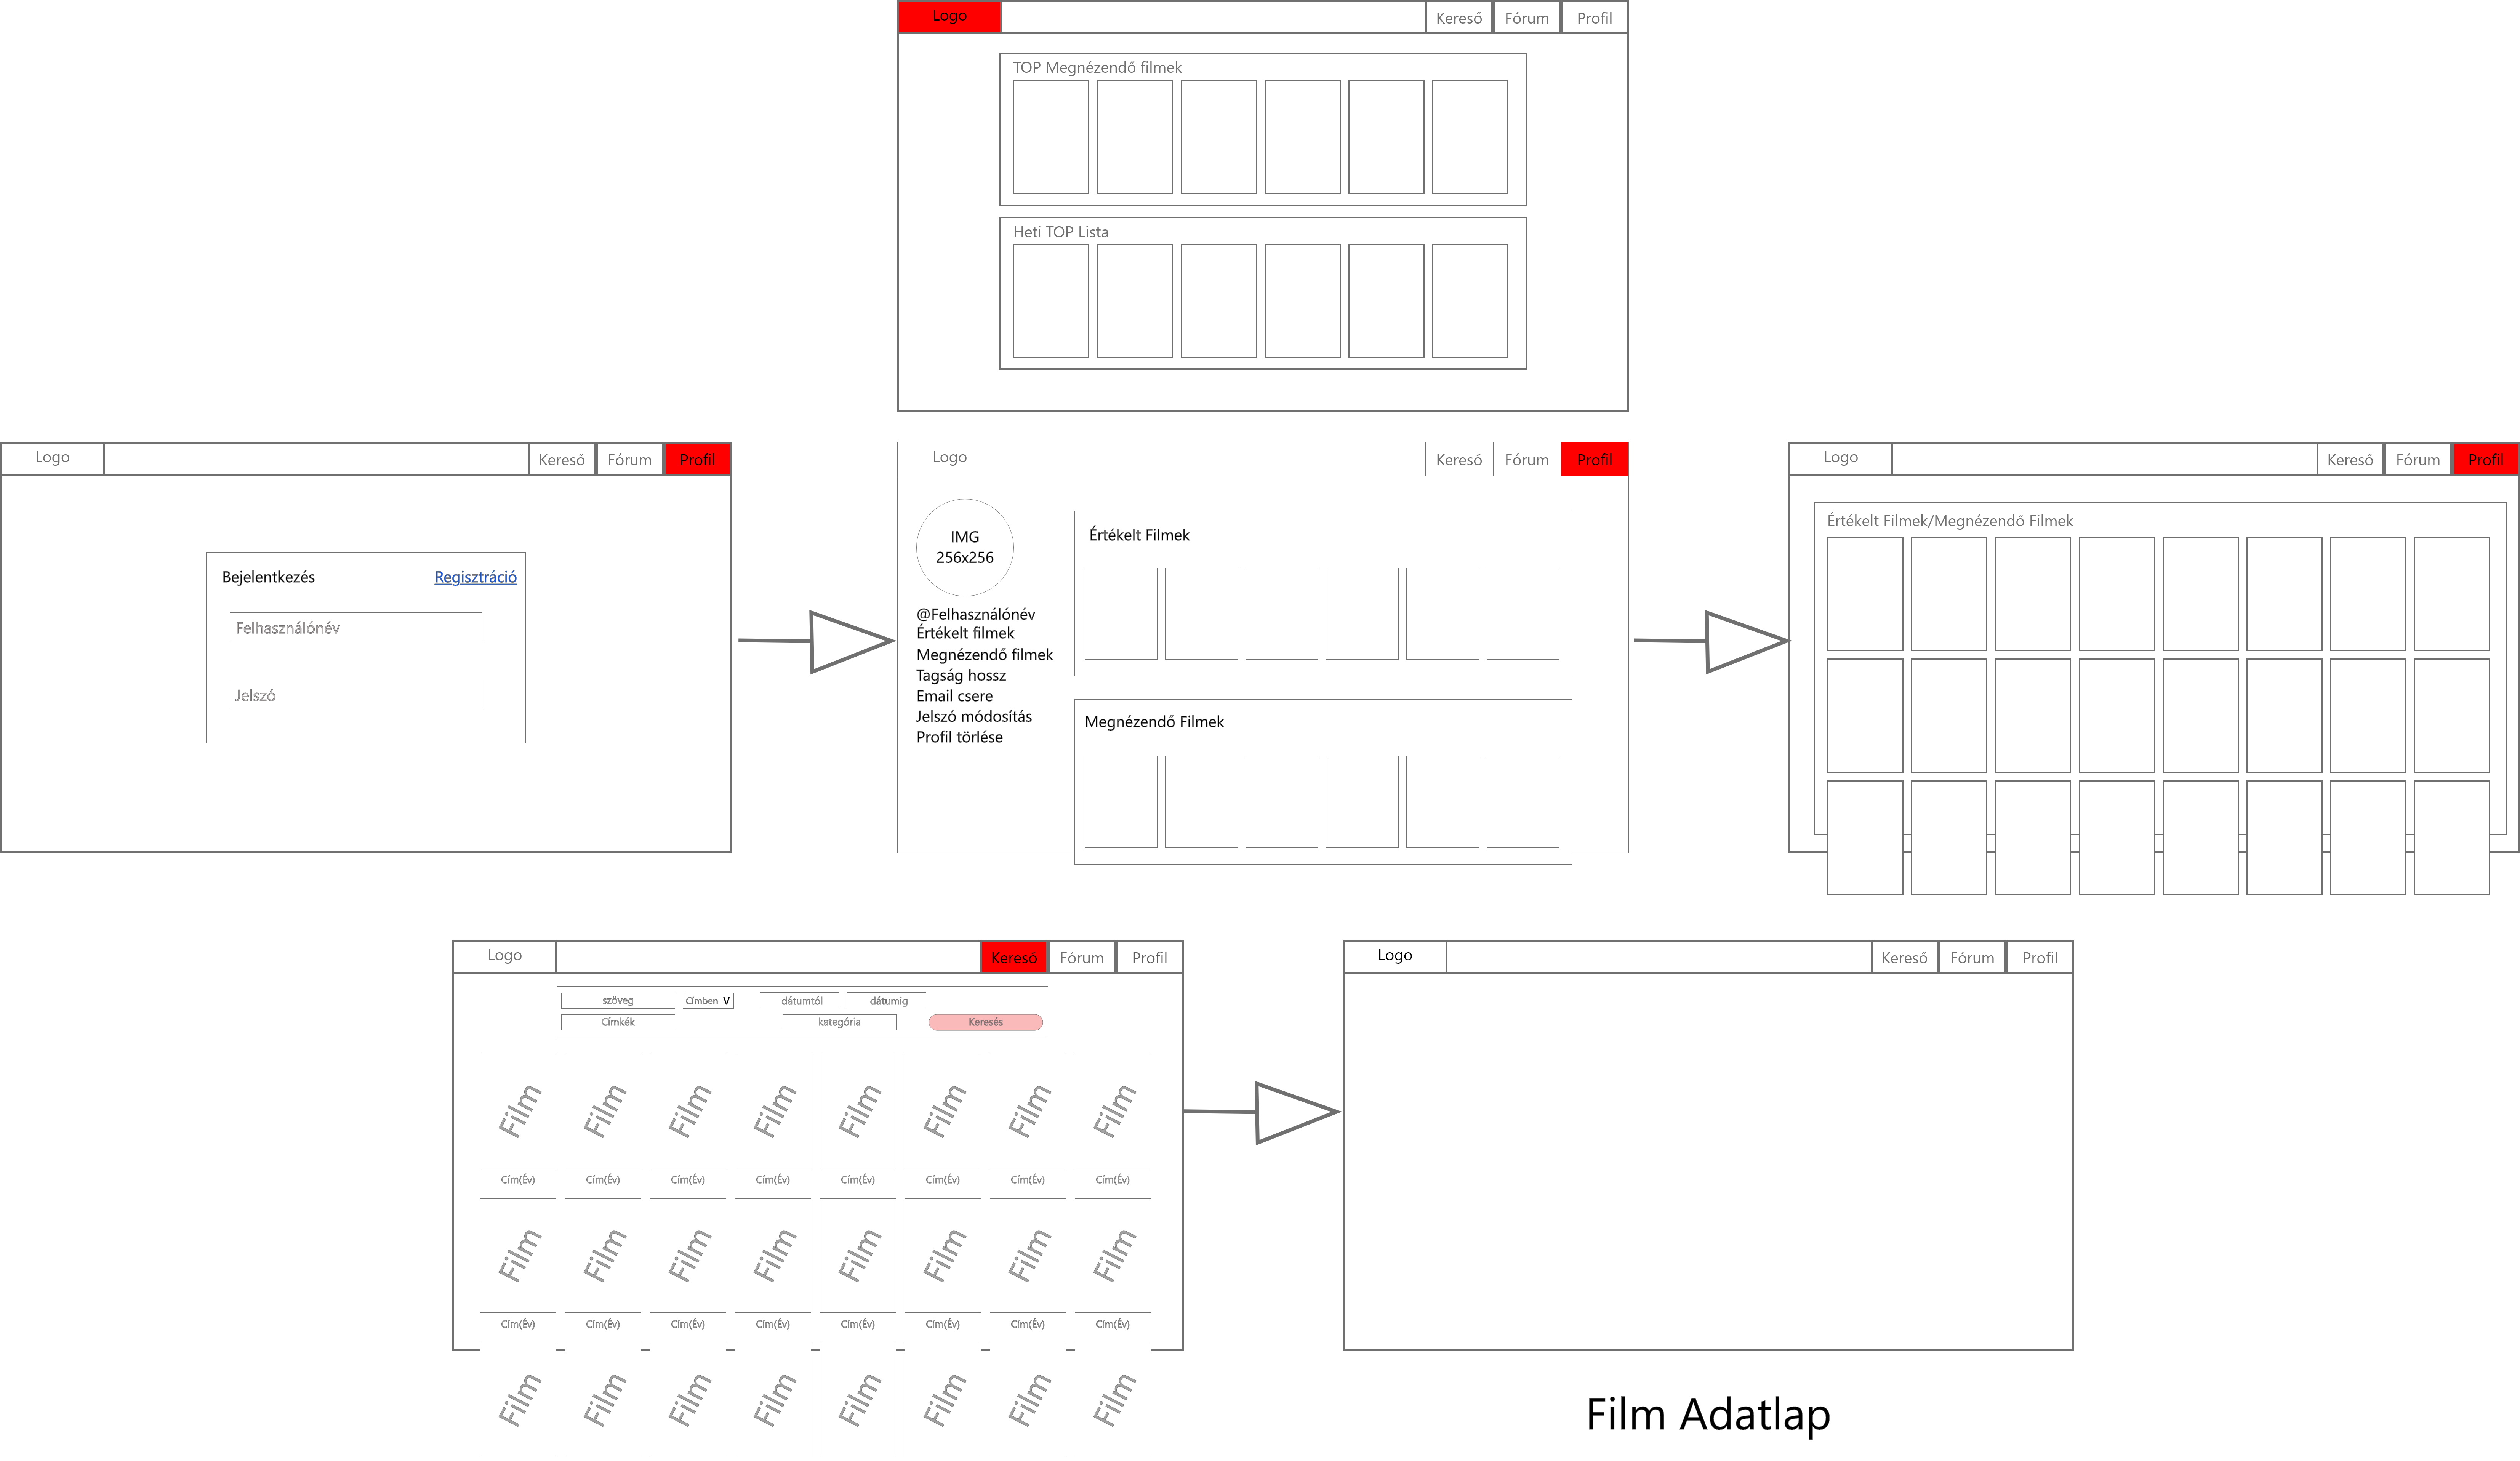 Logo
Kereső
Fórum
Profil
TOP Megnézendő filmek
Heti TOP Lista
Logo
Kereső
Fórum
Profil
Bejelentkezés
Regisztráció
Felhasználónév
Jelszó
Logo
Kereső
Fórum
Profil
IMG
256x256
@Felhasználónév
Értékelt filmek
Megnézendő filmek
Tagság hossz
Email csere
Jelszó módosítás
Profil törlése
Értékelt Filmek
Megnézendő Filmek
Logo
Kereső
Fórum
Profil
Értékelt Filmek/Megnézendő Filmek
Logo
Kereső
Fórum
Profil
szöveg
Címben V
dátumtól
dátumig
Címkék
kategória
Keresés
Film Film Film Film Film Film Film Film
Cím(Év) Cím(Év) Cím(Év) Cím(Év) Cím(Év) Cím(Év) Cím(Év) Cím(Év)
Film Film Film Film Film Film Film Film
Cím(Év) Cím(Év) Cím(Év) Cím(Év) Cím(Év) Cím(Év) Cím(Év) Cím(Év)
Film Film Film Film Film Film Film Film
Logo
Kereső
Fórum
Profil
Film Adatlap